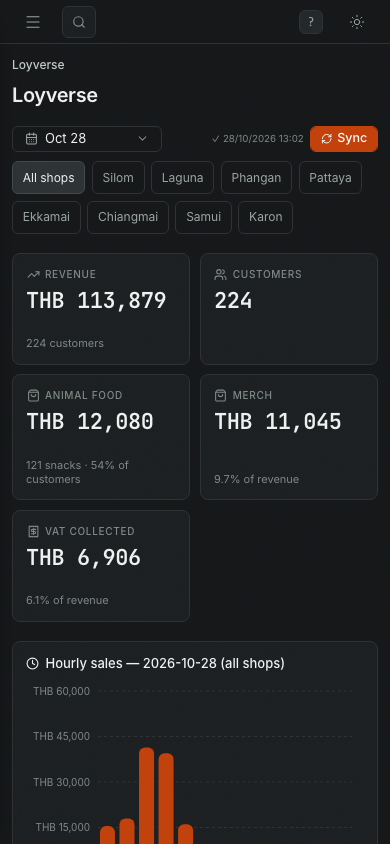 ?
Loyverse
Loyverse
Oct 28
✓ 28/10/2026 13:02
Sync
All shops
Silom
Laguna
Phangan
Pattaya
Ekkamai
Chiangmai
Samui
Karon
REVENUE
THB 113,879
224 customers
CUSTOMERS
224
ANIMAL FOOD
THB 12,080
121 snacks · 54% of
customers
MERCH
THB 11,045
9.7% of revenue
VAT COLLECTED
THB 6,906
6.1% of revenue
Hourly sales — 2026-10-28 (all shops)
THB 60,000
THB 45,000
THB 30,000
THB 15,000